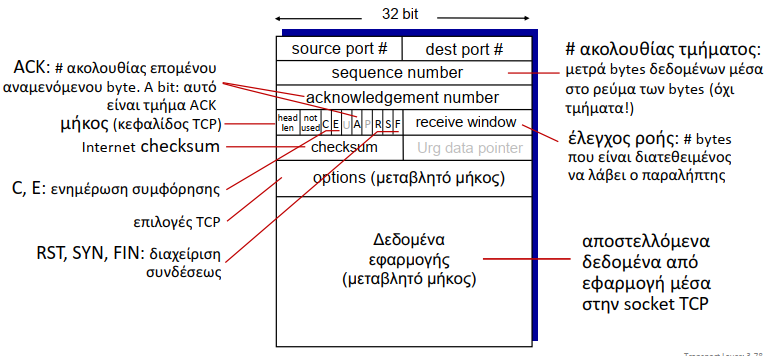 32 bit
source port #
dest port #
sequence number
acknowledgement number
head
len
not
used
C E U A P R S F
receive window
checksum
Urg data pointer
options (μεταβλητό μήκος)
Δεδομένα
εφαρμογής
(μεταβλητό μήκος)
ACK: # ακολουθίας επομένου
αναμενόμενου byte. A bit: αυτό
είναι τμήμα ACK
μήκος (κεφαλίδος TCP)
Internet checksum
C, E: ενημέρωση συμφόρησης
επιλογές TCP
RST, SYN, FIN: διαχείριση
συνδέσεως
# ακολουθίας τμήματος:
μετρά bytes δεδομένων μέσα
στο ρεύμα των bytes (όχι
τμήματα!)
έλεγχος ροής: # bytes
που είναι διατεθειμένος
να λάβει ο παραλήπτης
αποστελλόμενα
δεδομένα από
εφαρμογή μέσα
στην socket TCP